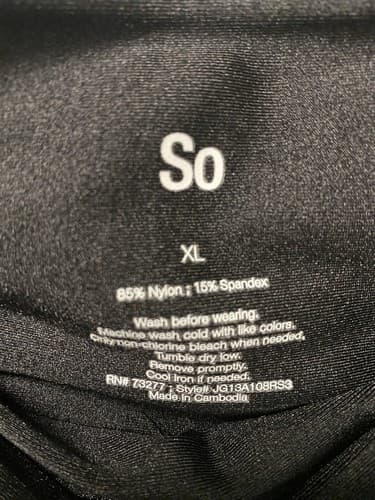 So
XL
85% Nylon ; 15% Spandex
Wash before wearing.
Machine wash cold with like colors.
only non-chlorine bleach when needed.
Tumble dry low.
Remove promptly.
Cool Iron if needed.
RN# 73277 ; Style# JG13A108RS3
Made in Cambodia